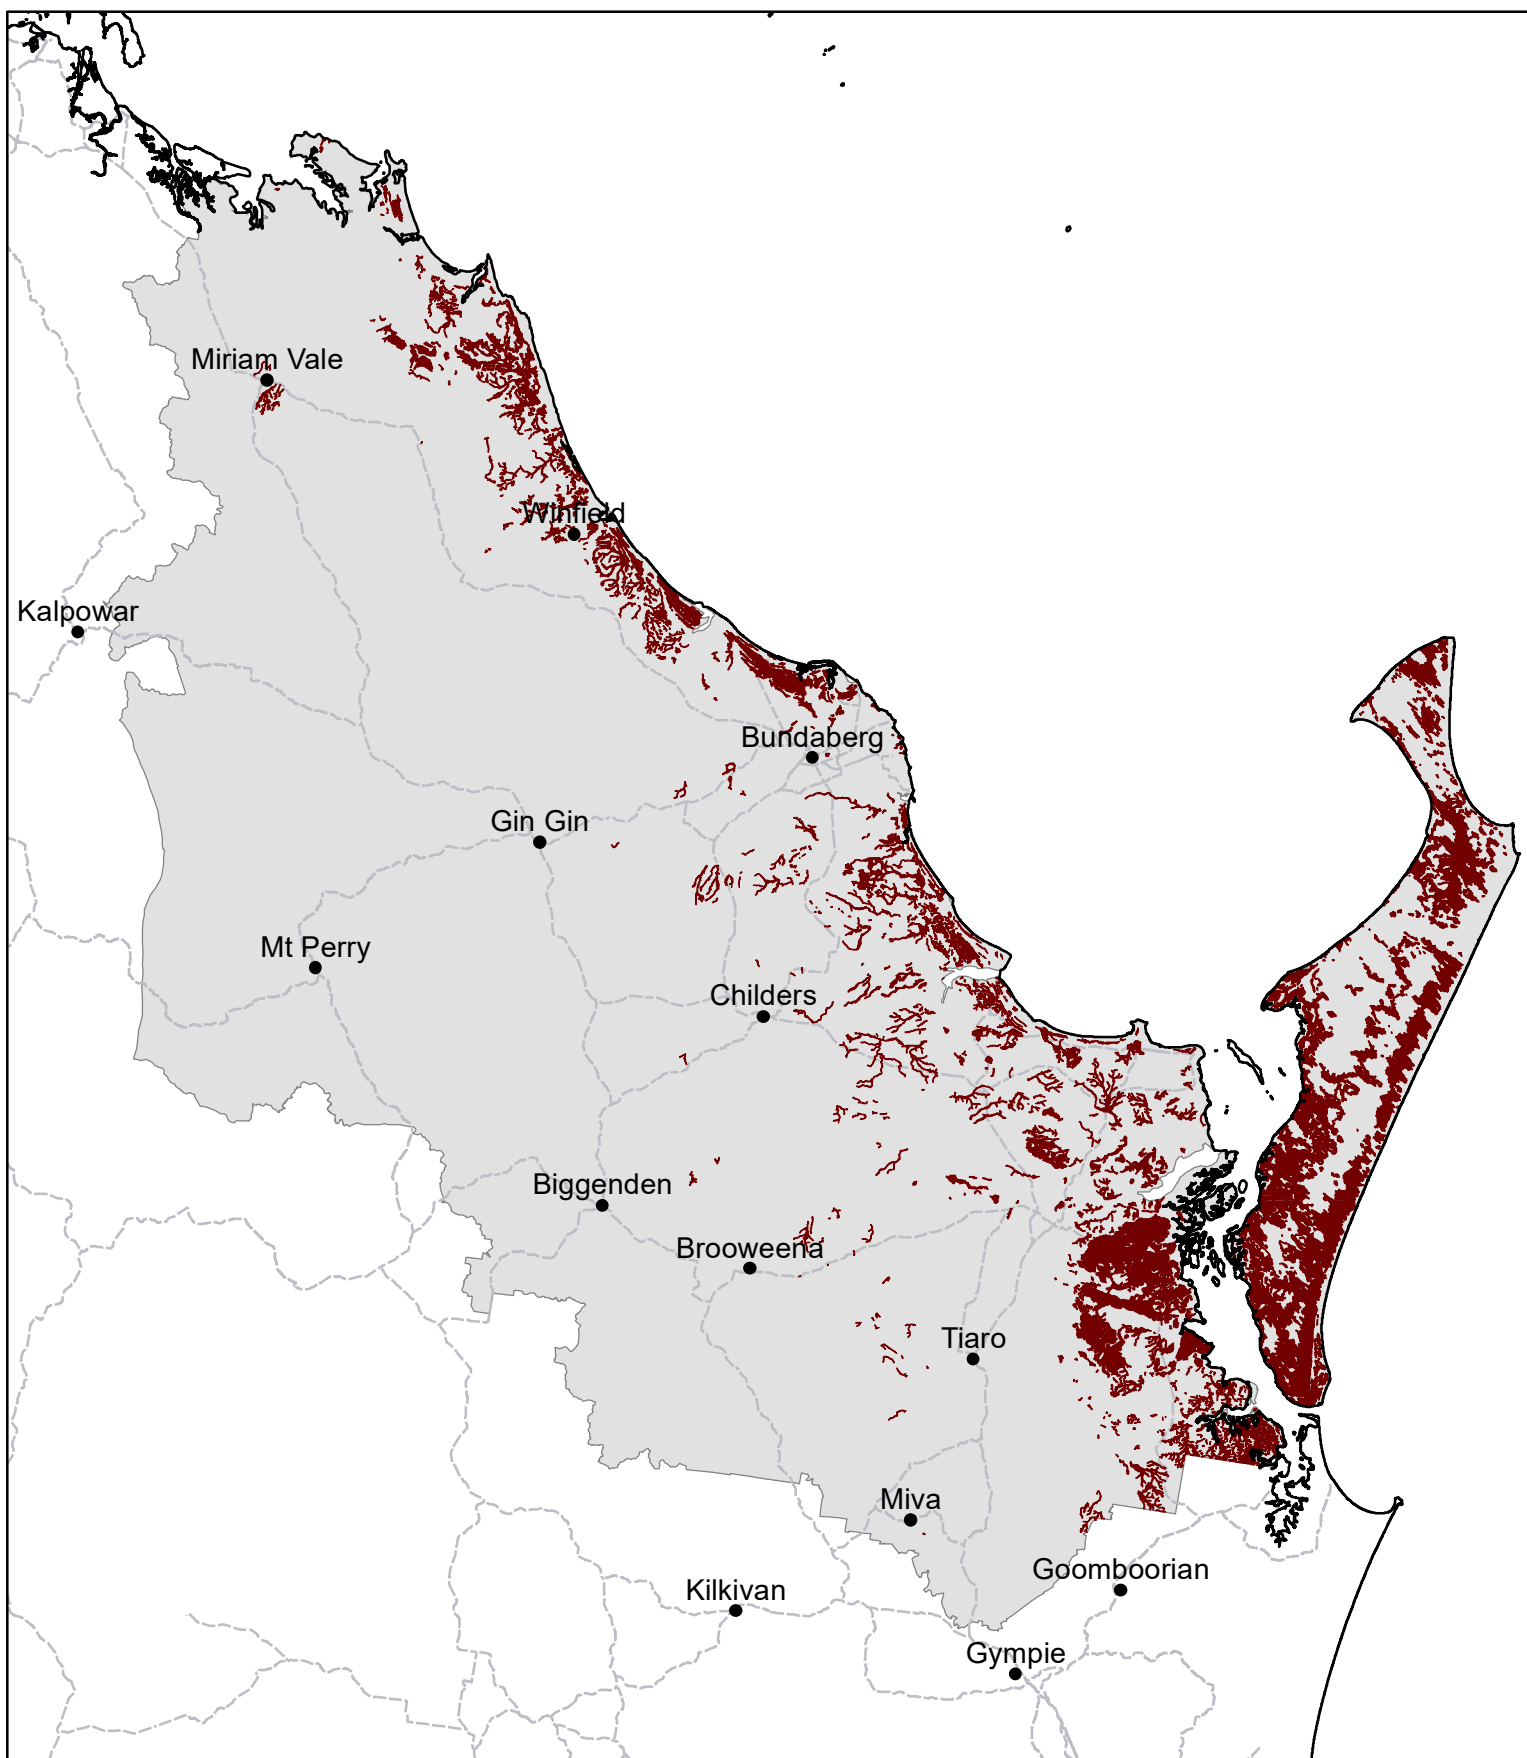 Miriam Vale
Winfield
Kalpowar
Bundaberg
Gin Gin
Mt Perry
Childers
Biggenden
Brooweena
Tiaro
Miva
Goomboorian
Kilkivan
Gympie